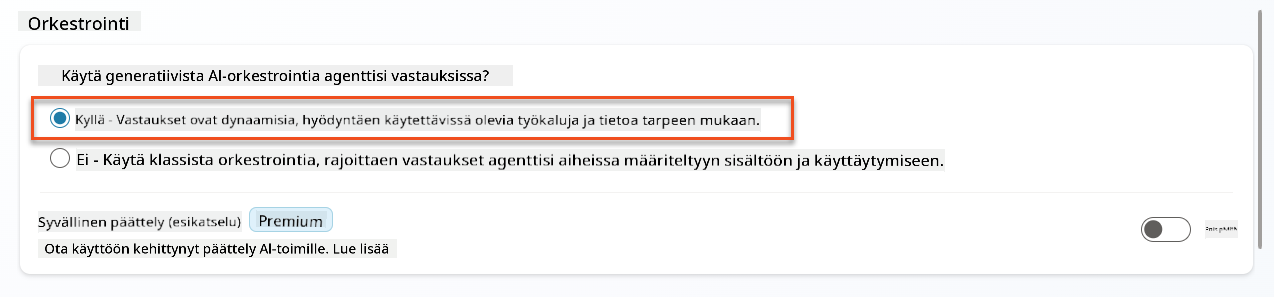 Orkestrointi
Käytä generatiivista AI-orkestrointia agenttisi vastauksissa?
Kyllä - Vastaukset ovat dynaamisia, hyödyntäen käytettävissä olevia työkaluja ja tietoa tarpeen mukaan.
Ei - Käytä klassista orkestrointia, rajoittaen vastaukset agenttisi aiheissa määriteltyyn sisältöön ja käyttäytymiseen.
Syvällinen päättely (esikatselu) Premium
Ota käyttöön kehittynyt päättely AI-toimille. Lue lisää